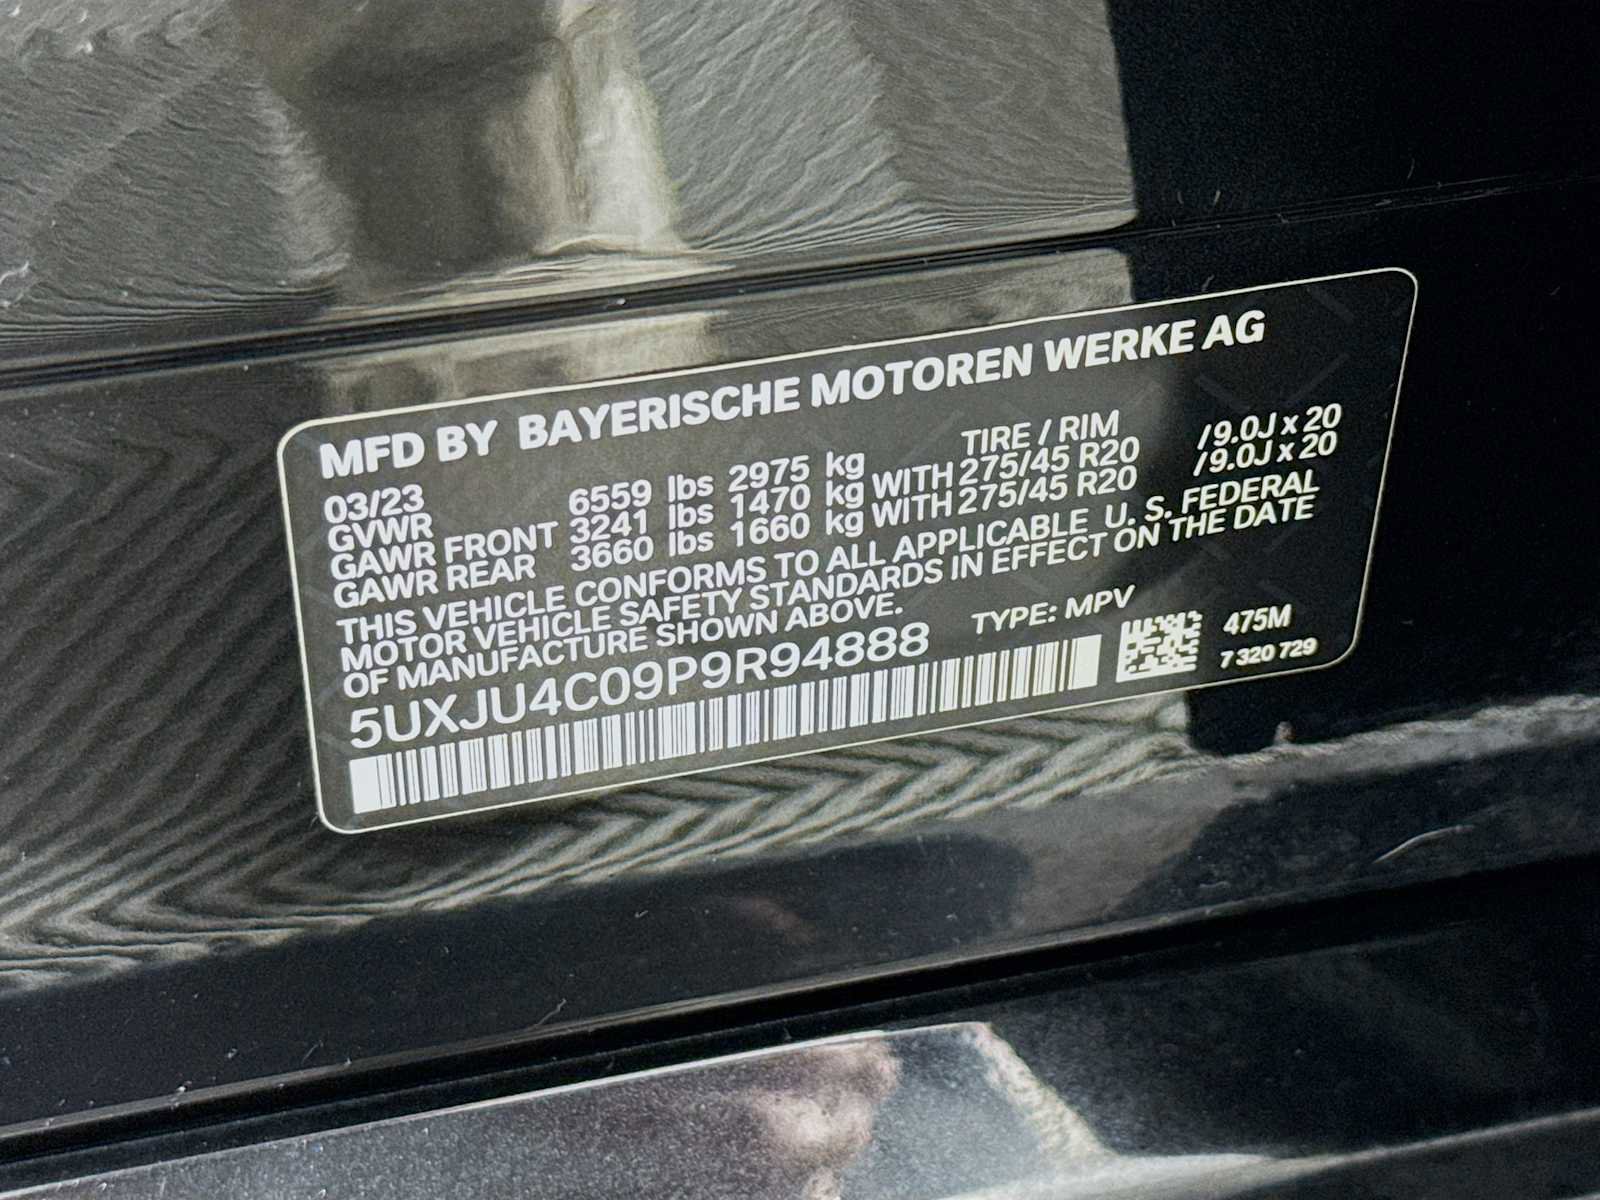 MFD BY BAYERISCHE MOTOREN WERKE AG
03/23 TIRE / RIM
GVWR 6559 lbs 2975 kg
GAWR FRONT 3241 lbs 1470 kg WITH 275/45 R20 / 9.0J x 20
GAWR REAR 3660 lbs 1660 kg WITH 275/45 R20 / 9.0J x 20
THIS VEHICLE CONFORMS TO ALL APPLICABLE U. S. FEDERAL
MOTOR VEHICLE SAFETY STANDARDS IN EFFECT ON THE DATE
OF MANUFACTURE SHOWN ABOVE.
5UXJU4C09P9R94888 TYPE: MPV
475M
7 320 729